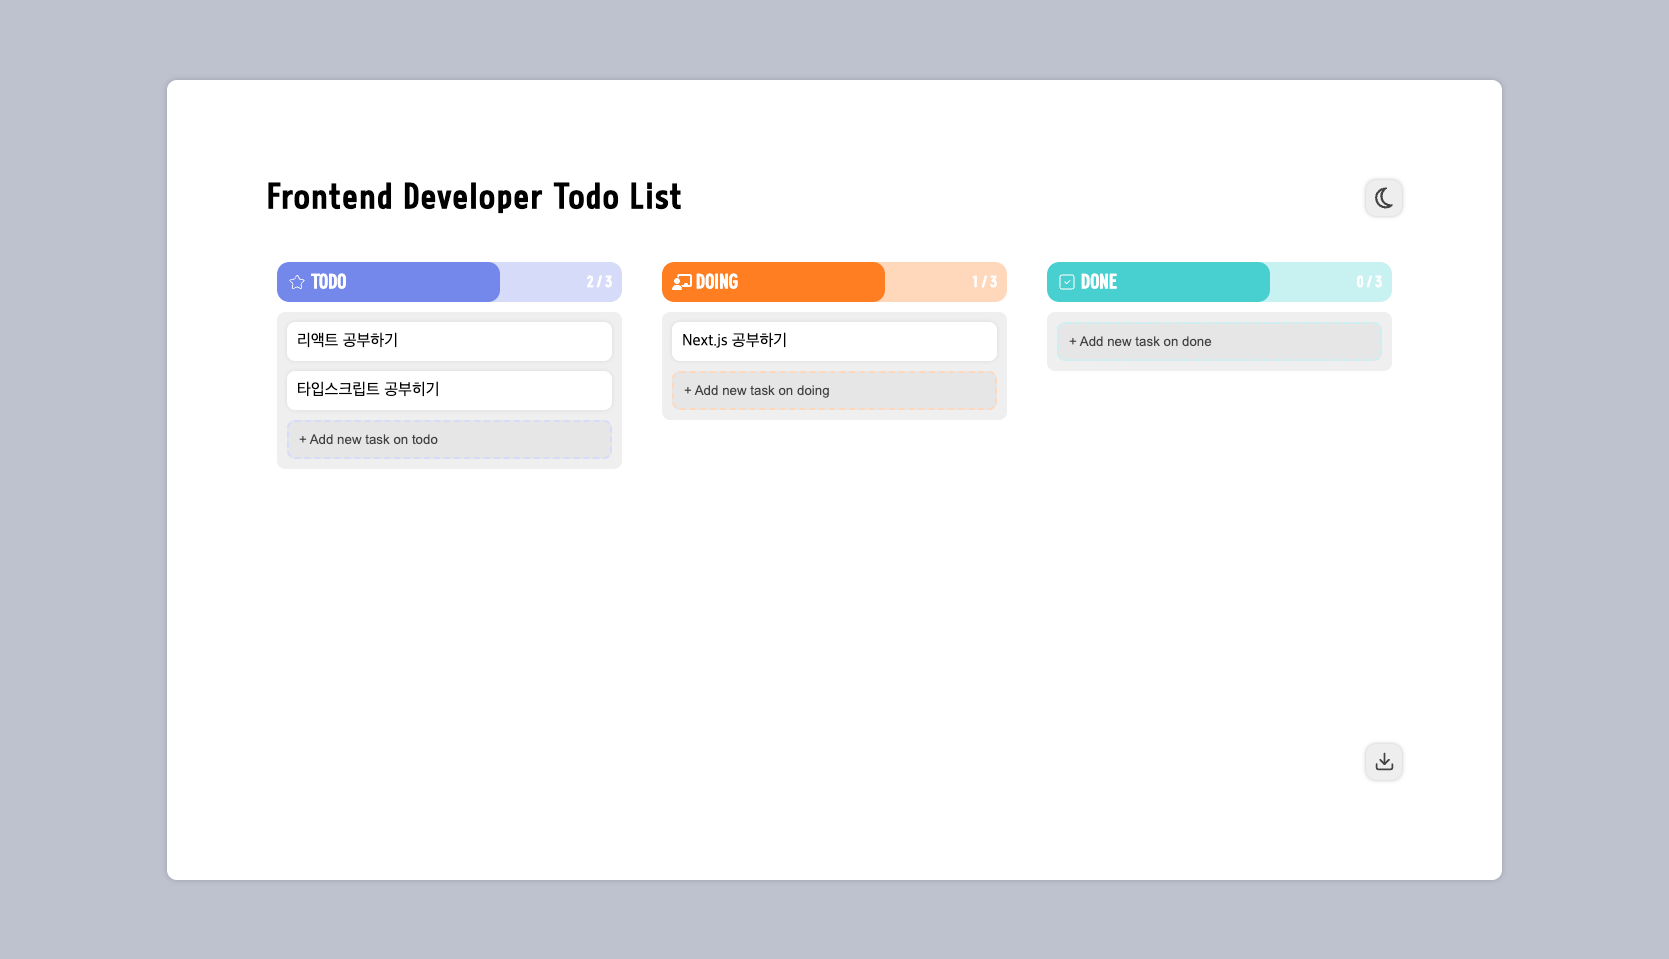 Frontend Developer Todo List
TODO
2 / 3
리액트 공부하기
타입스크립트 공부히기
+ Add new task on todo
DOING
1 / 3
Next.js 공부하기
+ Add new task on doing
DONE
0 / 3
+ Add new task on done